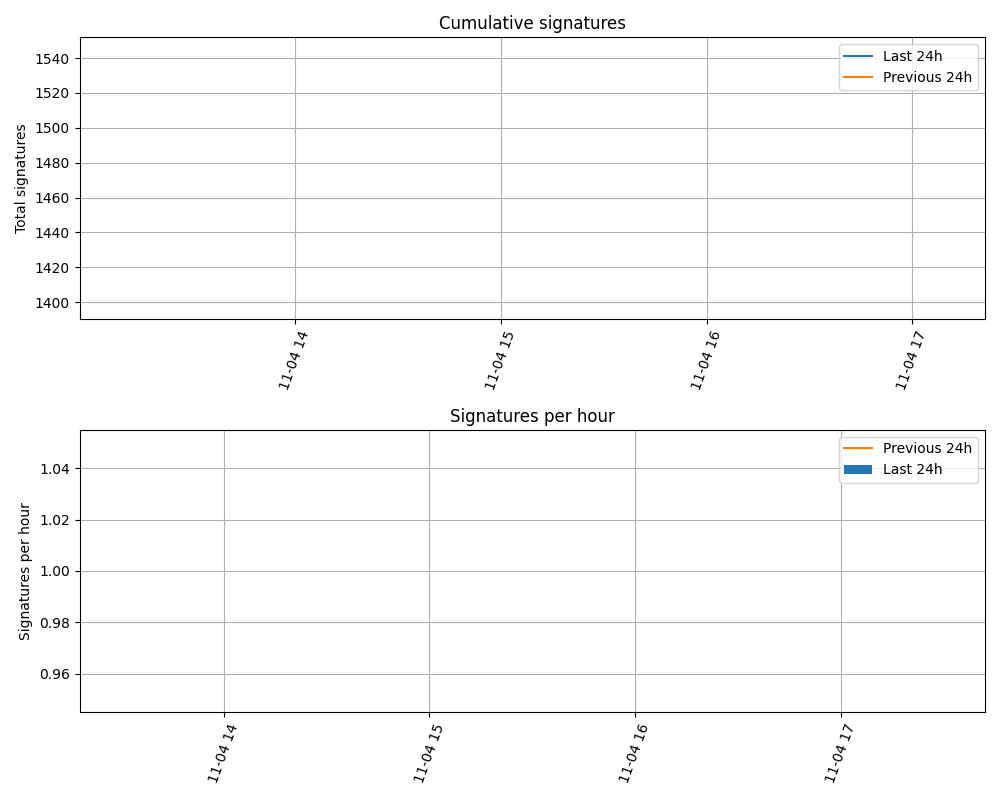 Cumulative signatures
Last 24h
Previous 24h
Total signatures
1540
1520
1500
1480
1460
1440
1420
1400
11-04 14
11-04 15
11-04 16
11-04 17
Signatures per hour
Previous 24h
Last 24h
Signatures per hour
1.04
1.02
1.00
0.98
0.96
11-04 14
11-04 15
11-04 16
11-04 17